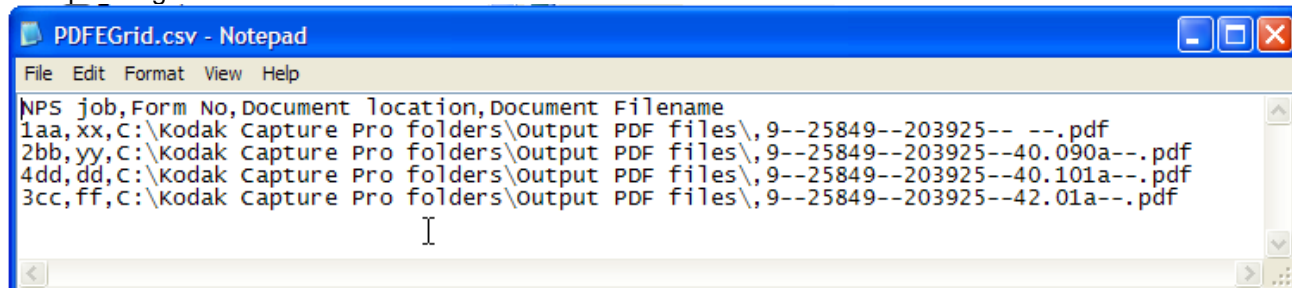 PDFEGrid.csv - Notepad
File Edit Format View Help
NPS job,Form No,Document location,Document Filename
1aa,xx,C:\Kodak Capture Pro folders\Output PDF files\,9--25849--203925-- --.pdf
2bb,yy,C:\Kodak Capture Pro folders\Output PDF files\,9--25849--203925--40.090a--.pdf
4dd,dd,C:\Kodak Capture Pro folders\Output PDF files\,9--25849--203925--40.101a--.pdf
3cc,ff,C:\Kodak Capture Pro folders\Output PDF files\,9--25849--203925--42.01a--.pdf